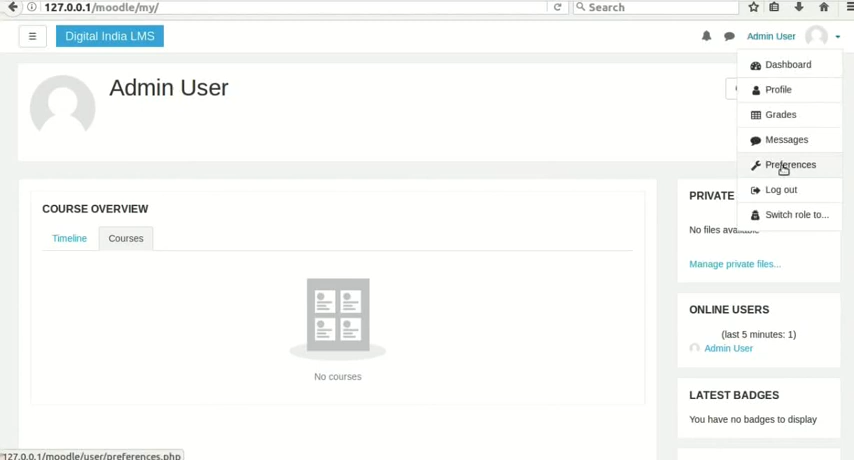 127.0.0.1/moodle/my/
Search
Digital India LMS
Admin User
Dashboard
Profile
Grades
Messages
Preferences
Log out
Switch role to...
Admin User
COURSE OVERVIEW
Timeline
Courses
No courses
PRIVATE
No files available
Manage private files...
ONLINE USERS
(last 5 minutes: 1)
Admin User
LATEST BADGES
You have no badges to display
127.0.0.1/moodle/user/preferences.php